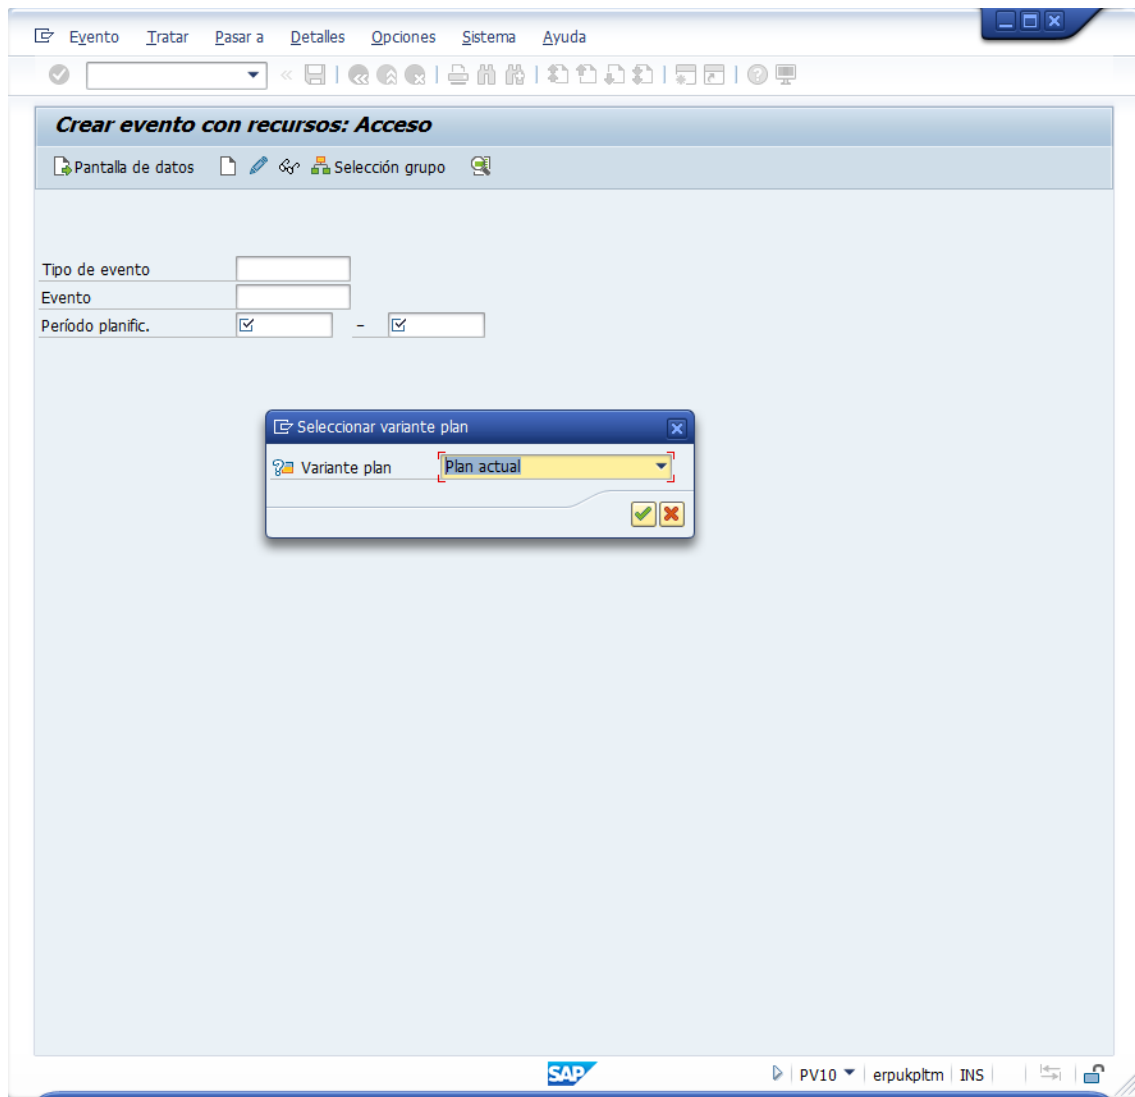 Evento Tratar Pasar a Detalles Opciones Sistema Ayuda
Crear evento con recursos: Acceso
Pantalla de datos Selección grupo
Tipo de evento
Evento
Período planific. -
Seleccionar variante plan
Variante plan Plan actual
SAP PV10 erpukpltm INS